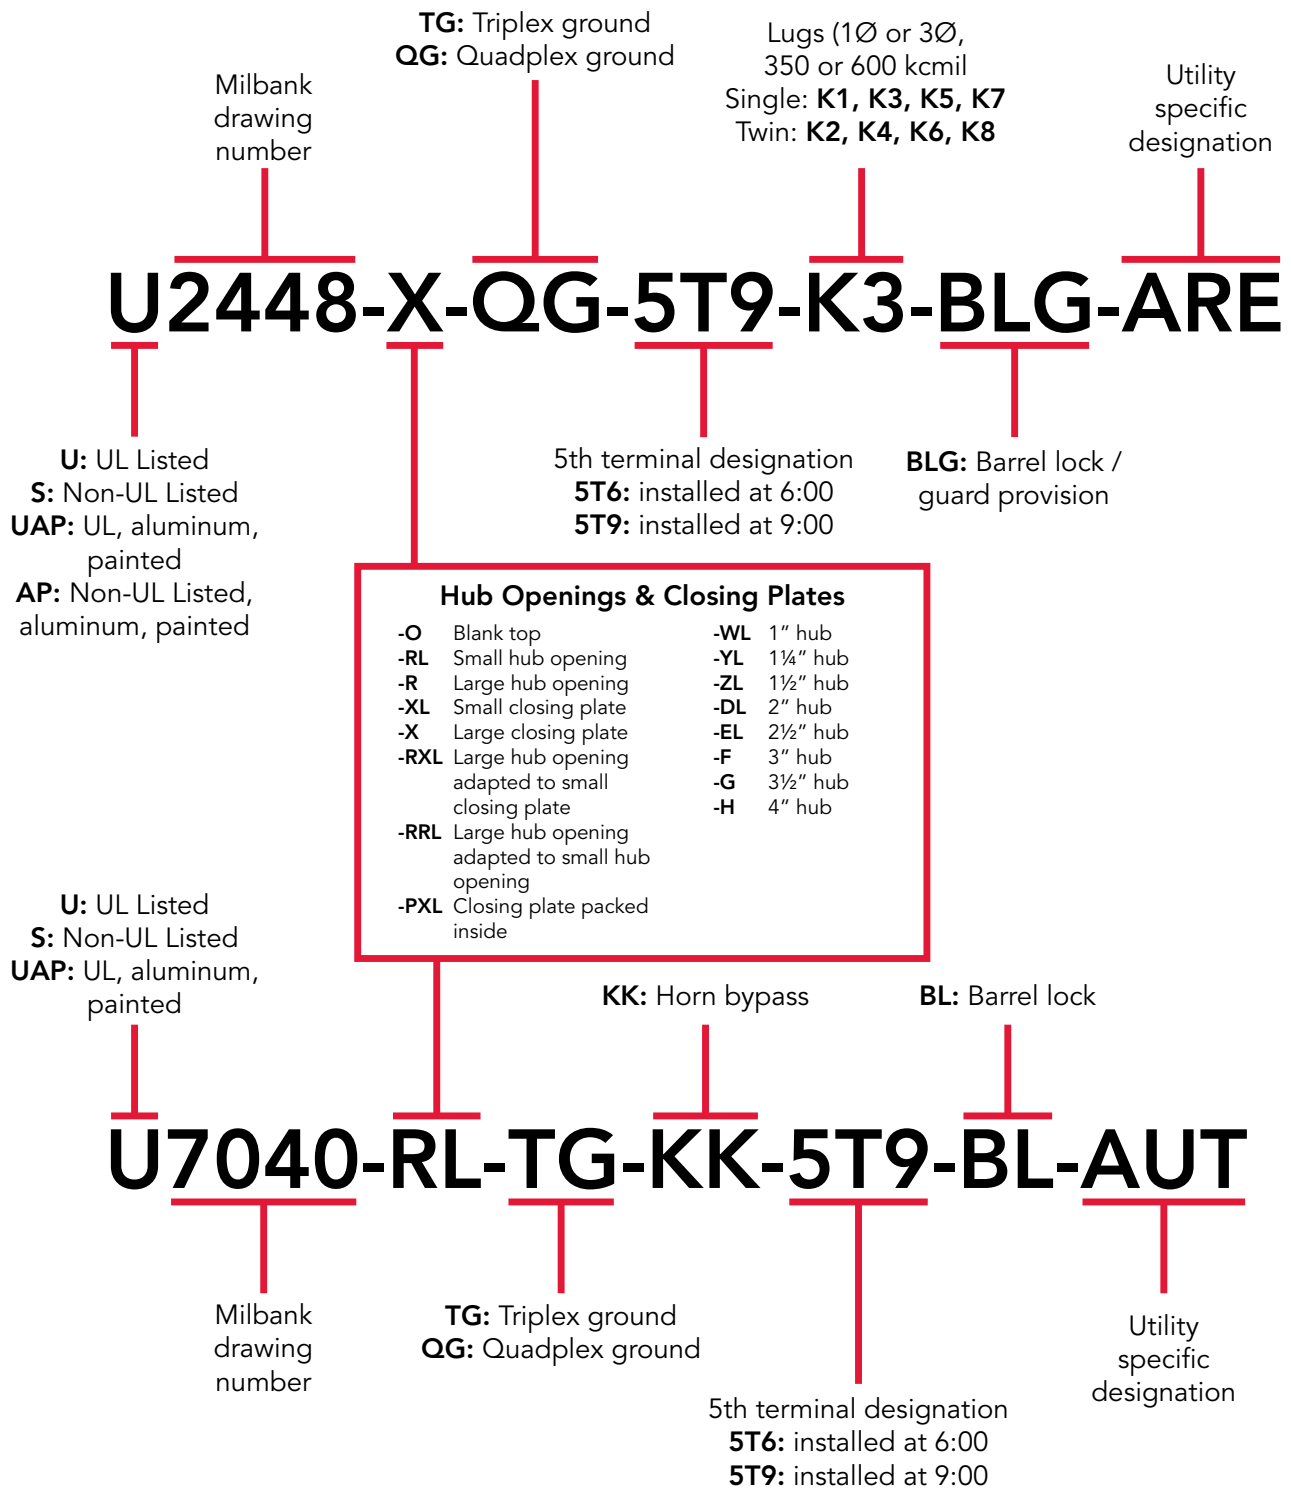 TG: Triplex ground
QG: Quadplex ground
Lugs (1Ø or 3Ø,
350 or 600 kcmil
Single: K1, K3, K5, K7
Twin: K2, K4, K6, K8
Milbank
drawing
number
Utility
specific
designation
U2448-X-QG-5T9-K3-BLG-ARE
U: UL Listed
S: Non-UL Listed
UAP: UL, aluminum,
painted
AP: Non-UL Listed,
aluminum, painted
5th terminal designation
5T6: installed at 6:00
5T9: installed at 9:00
BLG: Barrel lock /
guard provision
Hub Openings & Closing Plates
-O Blank top
-RL Small hub opening
-R Large hub opening
-XL Small closing plate
-X Large closing plate
-RXL Large hub opening
adapted to small
closing plate
-RRL Large hub opening
adapted to small hub
opening
-PXL Closing plate packed
inside
-WL 1” hub
-YL 1¼” hub
-ZL 1½” hub
-DL 2” hub
-EL 2½” hub
-F 3” hub
-G 3½” hub
-H 4” hub
U: UL Listed
S: Non-UL Listed
UAP: UL, aluminum,
painted
KK: Horn bypass
BL: Barrel lock
U7040-RL-TG-KK-5T9-BL-AUT
Milbank
drawing
number
TG: Triplex ground
QG: Quadplex ground
5th terminal designation
5T6: installed at 6:00
5T9: installed at 9:00
Utility
specific
designation